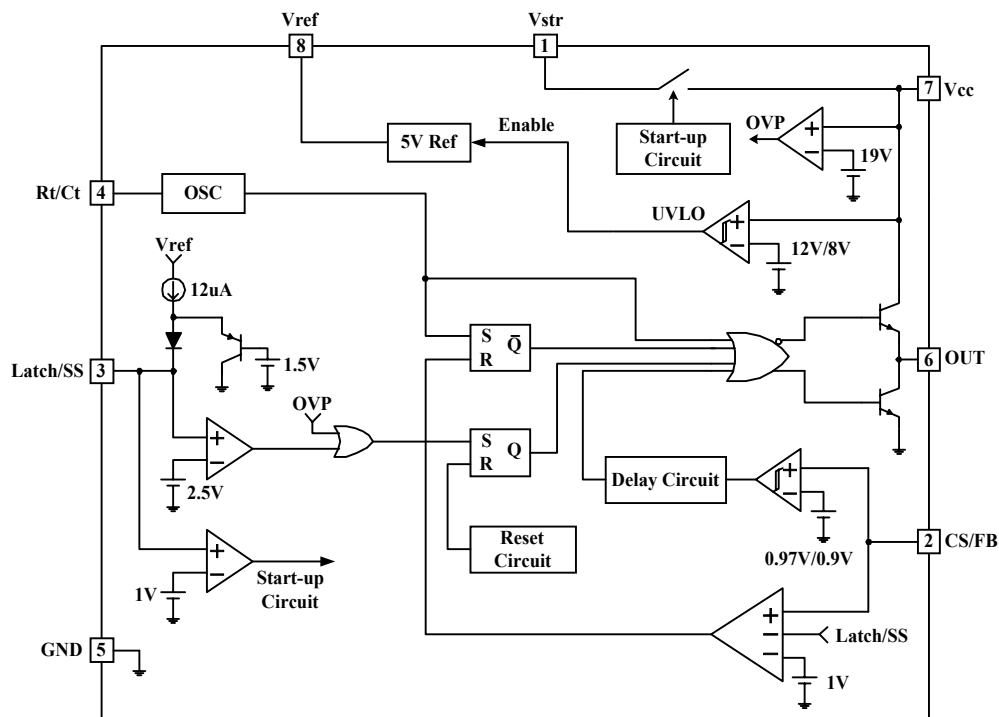 Vref
Vstr
8
1
7
Vcc
OVP
+
−
Enable
5V Ref
Start-up
Circuit
19V
Rt/Ct
4
OSC
UVLO
+
−
12V/8V
Vref
12uA
S
R
Q̅
1.5V
Latch/SS
3
6
OUT
OVP
+
−
S
R
Q
2.5V
Delay Circuit
+
−
Reset
Circuit
0.97V/0.9V
2
CS/FB
+
−
1V
Start-up
Circuit
+
−
−
Latch/SS
GND
5
1V